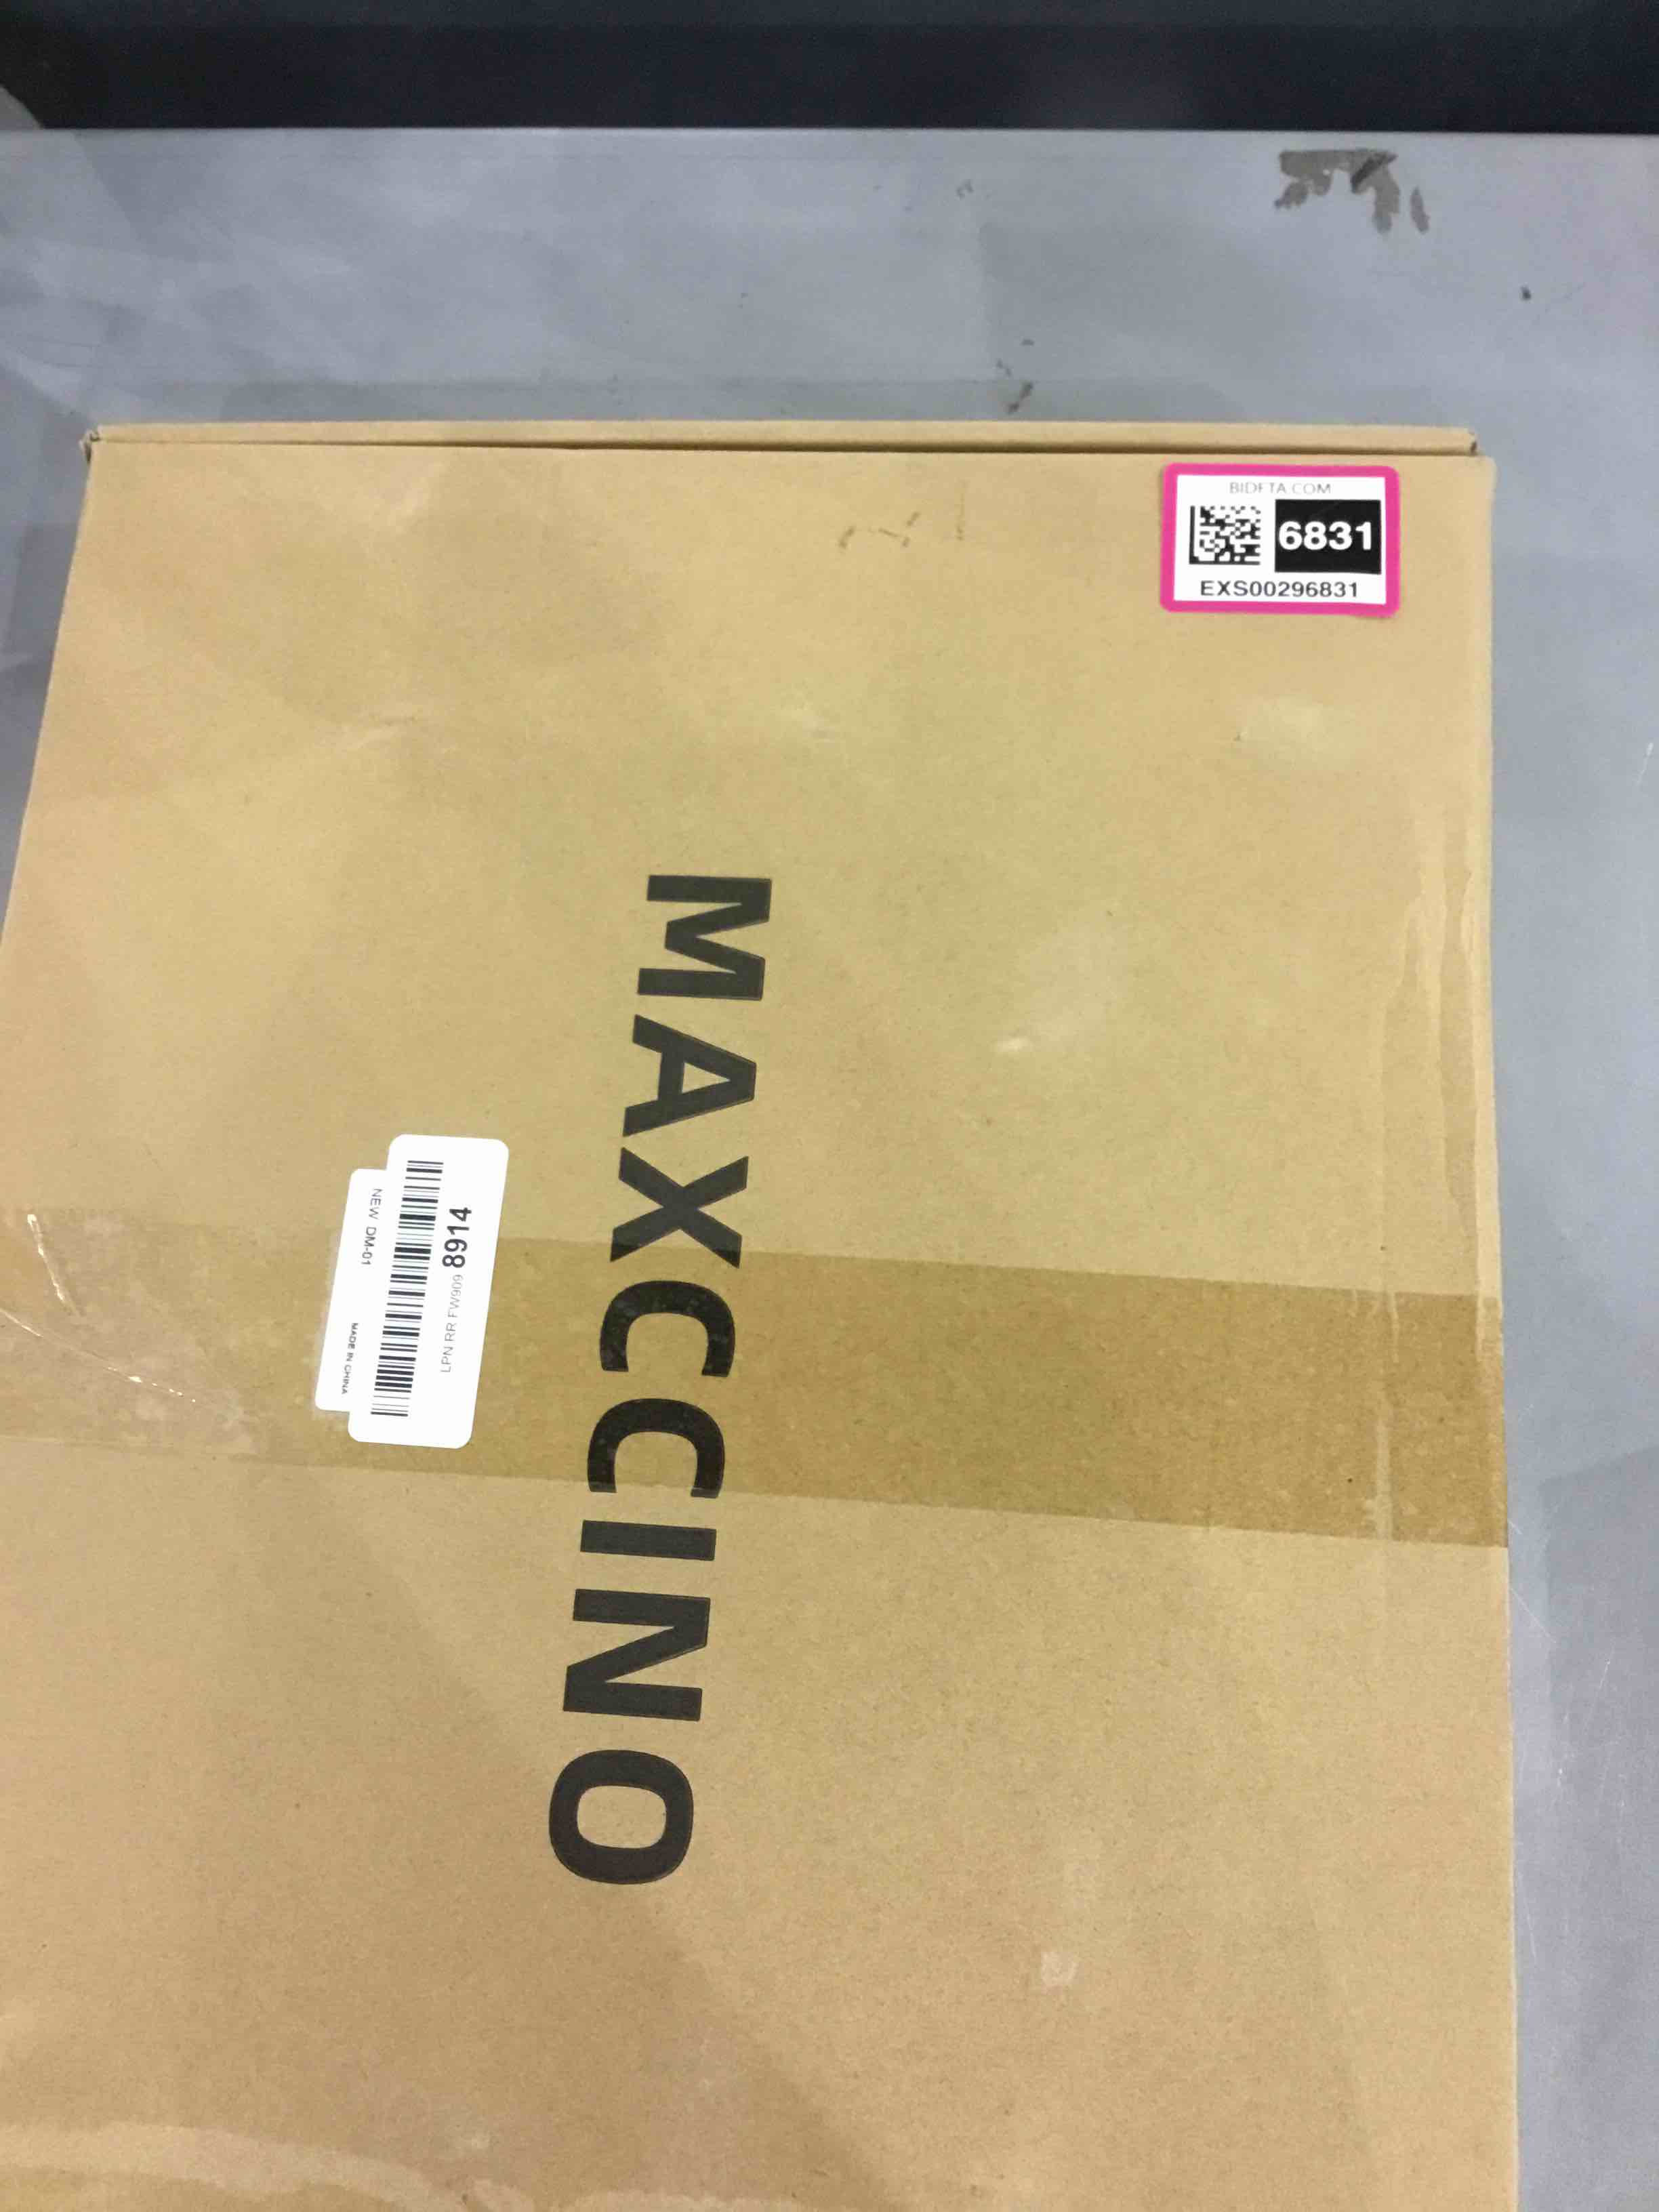 BIDFTA.COM
6831
EXS00296831
MAXCCINO
LPN RR FW909 8914
NEW DM-01
MADE IN CHINA